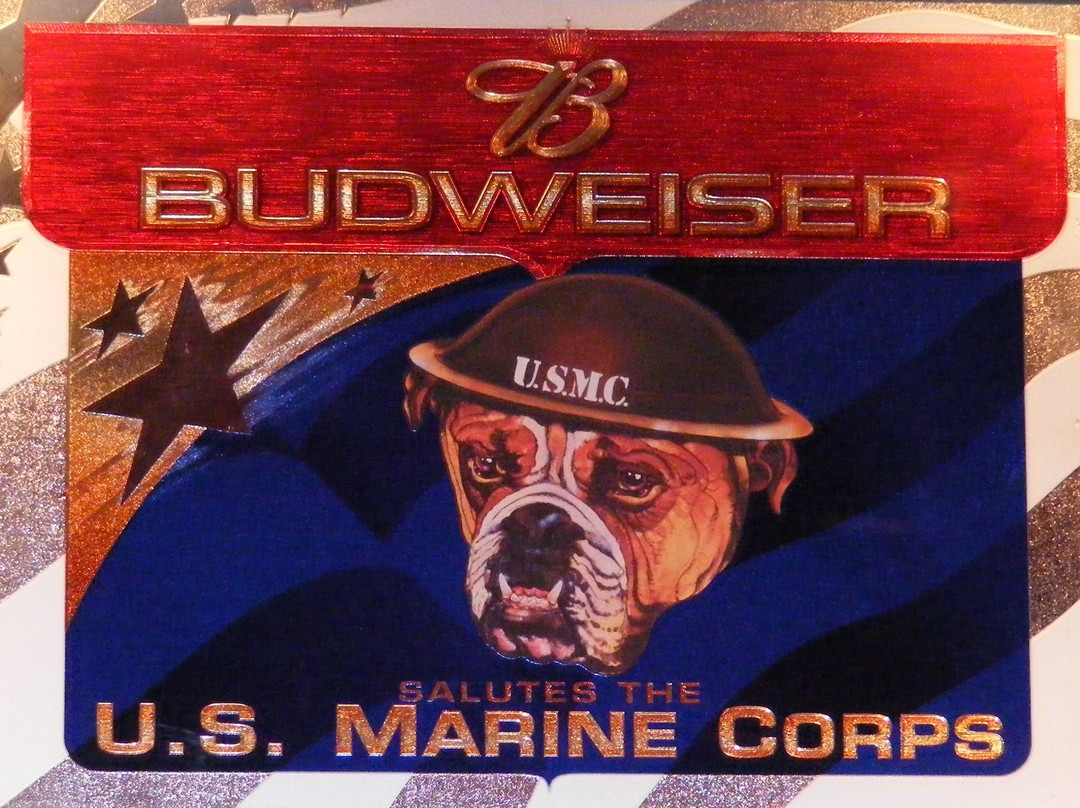 B
BUDWEISER
U.S.M.C.
SALUTES THE
U.S. MARINE CORPS